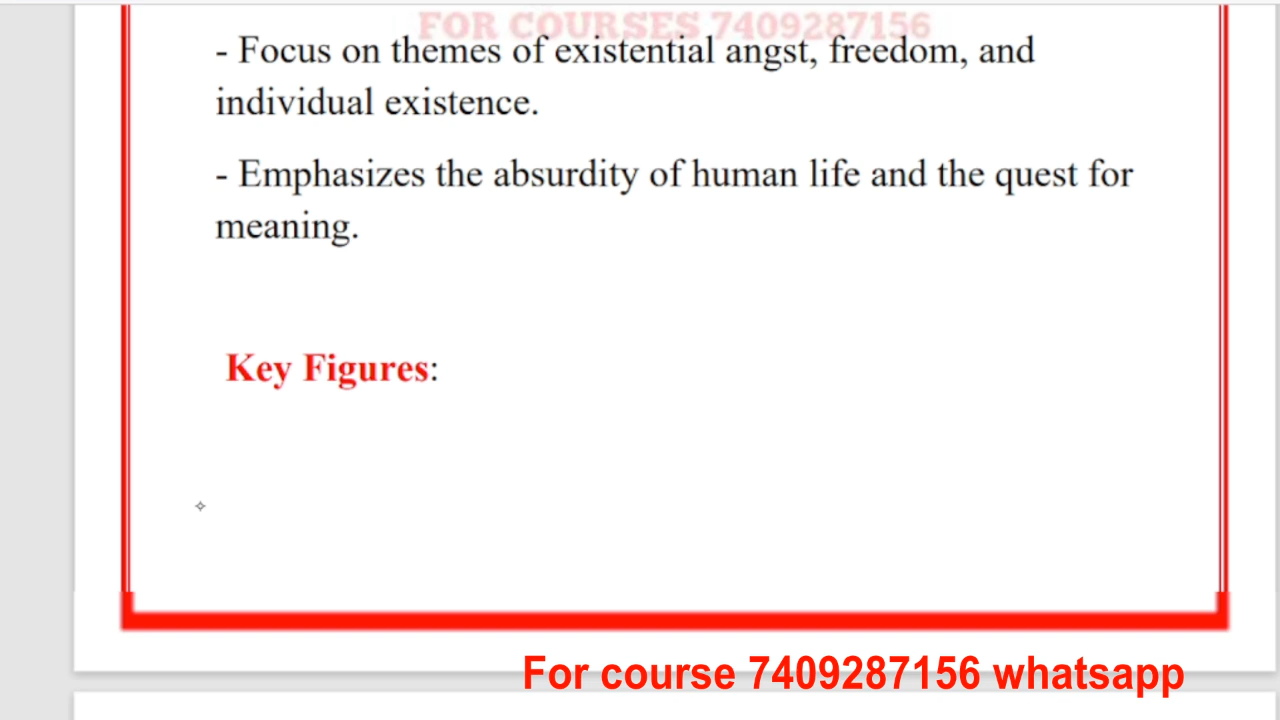 FOR COURSES 7409287156
- Focus on themes of existential angst, freedom, and
individual existence.
- Emphasizes the absurdity of human life and the quest for
meaning.
Key Figures:
For course 7409287156 whatsapp